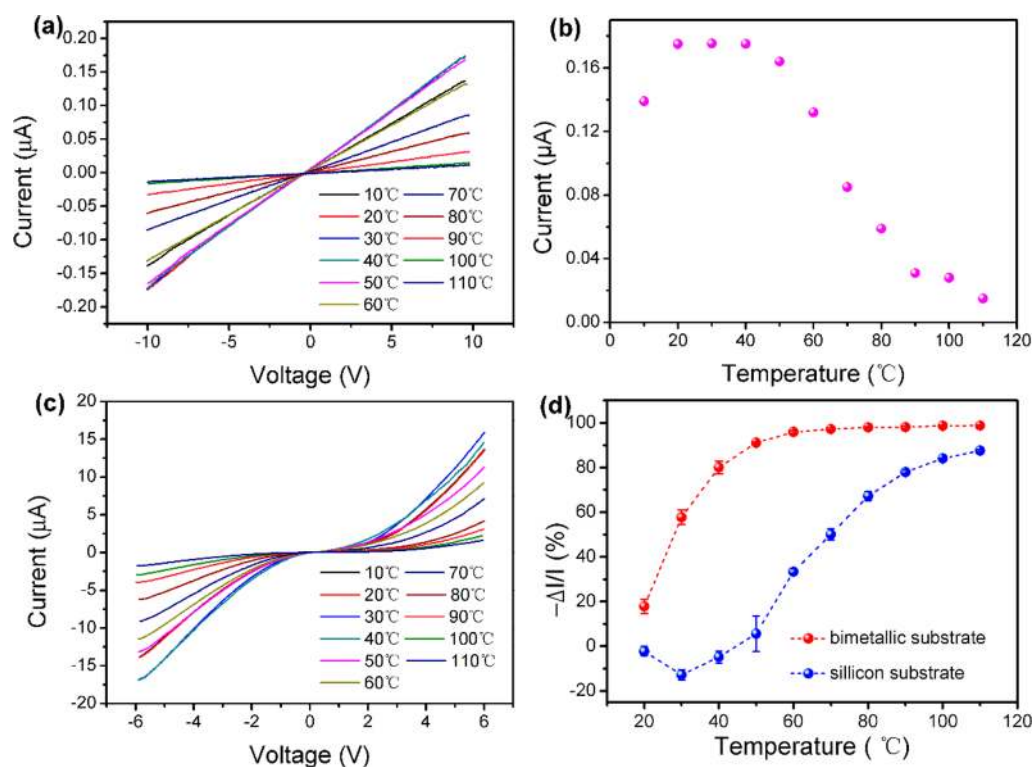 (a)
0.25
0.20
0.15
0.10
0.05
0.00
-0.05
-0.10
-0.15
-0.20
-0.25
Current (μA)
10℃ 70℃
20℃ 80℃
30℃ 90℃
40℃ 100℃
50℃ 110℃
60℃
-10 -5 0 5 10
Voltage (V)
(b)
0.16
0.12
0.08
0.04
0.00
Current (μA)
0 20 40 60 80 100 120
Temperature (℃)
(c)
20
15
10
5
0
-5
-10
-15
-20
Current (μA)
10℃ 70℃
20℃ 80℃
30℃ 90℃
40℃ 100℃
50℃ 110℃
60℃
-6 -4 -2 0 2 4 6
Voltage (V)
(d)
100
80
60
40
20
0
-20
−ΔI/I (%)
bimetallic substrate
sillicon substrate
20 40 60 80 100 120
Temperature ( ℃)